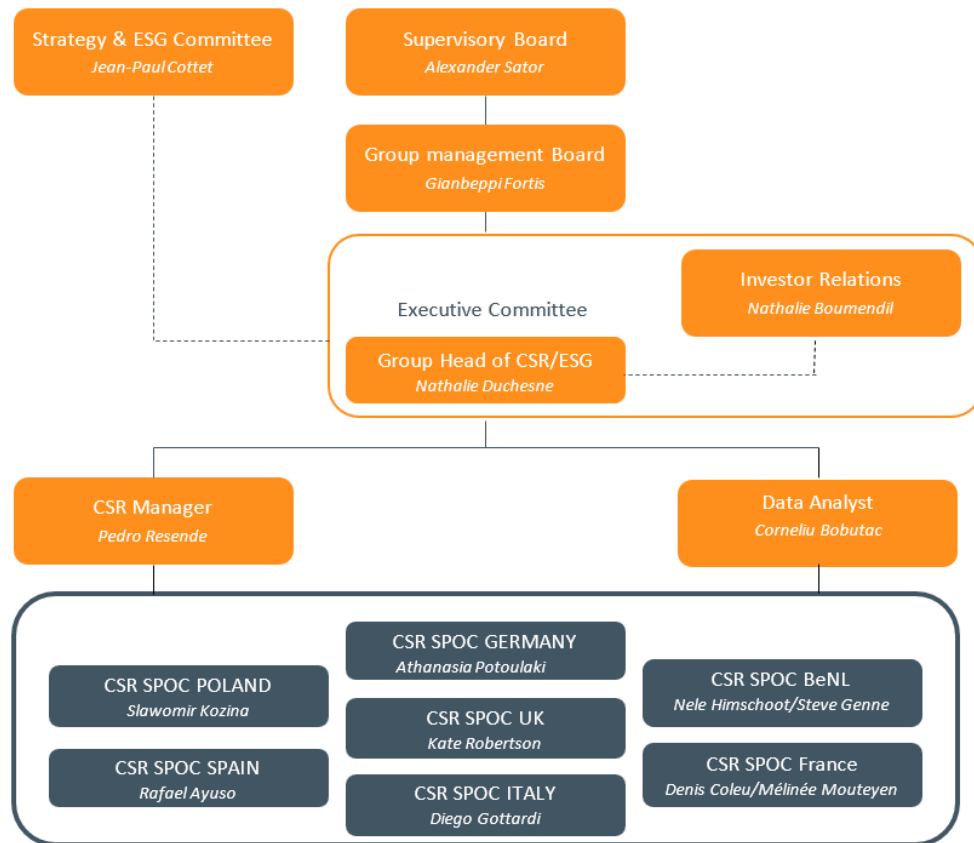 Strategy & ESG Committee
Jean-Paul Cottet
Supervisory Board
Alexander Sator
Group management Board
Gianbeppi Fortis
Executive Committee
Investor Relations
Nathalie Boumendil
Group Head of CSR/ESG
Nathalie Duchesne
CSR Manager
Pedro Resende
Data Analyst
Corneliu Bobutac
CSR SPOC POLAND
Slawomir Kozina
CSR SPOC SPAIN
Rafael Ayuso
CSR SPOC GERMANY
Athanasia Potoulaki
CSR SPOC UK
Kate Robertson
CSR SPOC ITALY
Diego Gottardi
CSR SPOC BeNL
Nele Himschoot/Steve Genne
CSR SPOC France
Denis Coleu/Mélinée Mouteyen